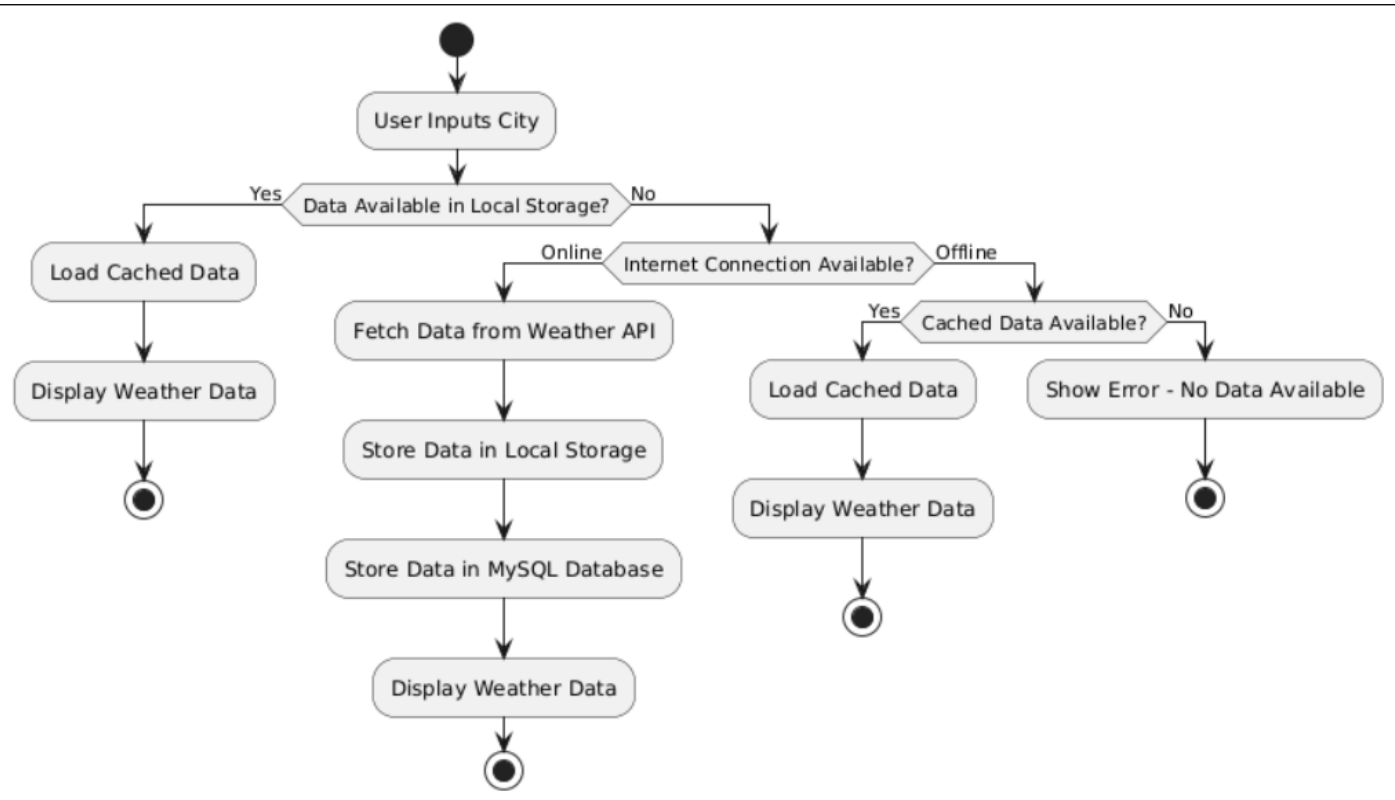 User Inputs City
Yes
Data Available in Local Storage?
No
Load Cached Data
Display Weather Data
Online
Internet Connection Available?
Offline
Fetch Data from Weather API
Store Data in Local Storage
Store Data in MySQL Database
Display Weather Data
Yes
Cached Data Available?
No
Load Cached Data
Display Weather Data
Show Error - No Data Available